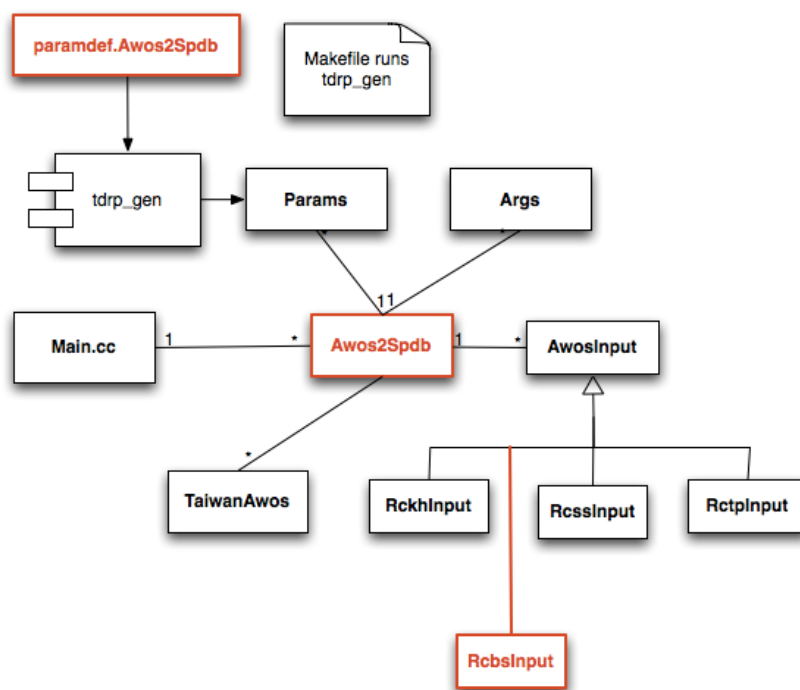 paramdef.Awos2Spdb
Makefile runs
tdrp_gen
tdrp_gen
Params
Args
*
*
11
Main.cc
1
*
Awos2Spdb
1
*
AwosInput
*
TaiwanAwos
RckhInput
RcssInput
RctpInput
RcbsInput